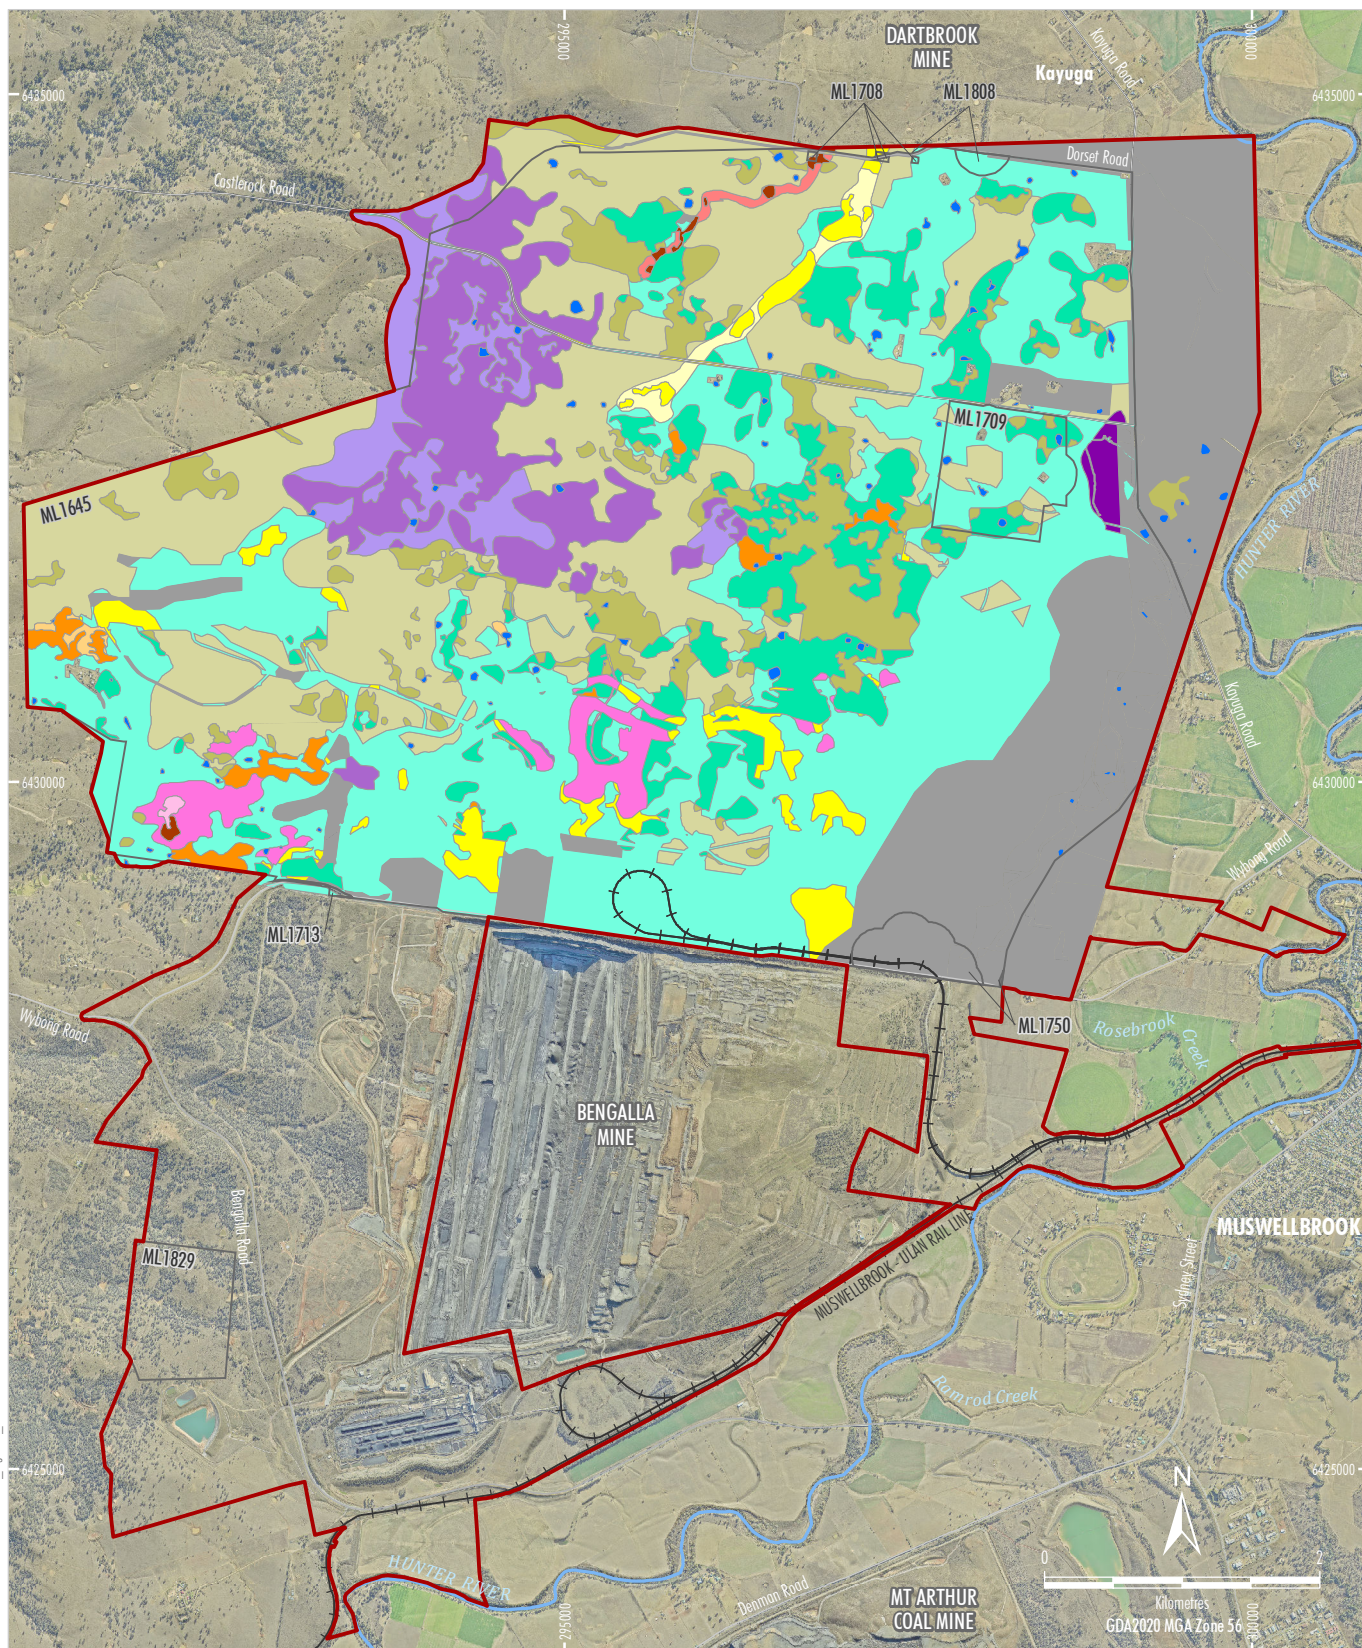 295000
300000
DARTBROOK
MINE
Kayuga Road
Kayuga
6435000
6435000
ML1708
ML1808
Dorset Road
Castlerock Road
ML1709
ML1645
HUNTER RIVER
Kayuga Road
6430000
6430000
Wybong Road
ML1713
Wybong Road
ML1750
Rosebrook Creek
BENGALLA
MINE
Bengalla Road
MUSWELLBROOK
ML1829
MUSWELLBROOK - ULAN RAIL LINE
Sydney Street
Ramrod Creek
6425000
6425000
N
0
2
Kilometres
GDA2020 MGA Zone 56
HUNTER RIVER
Denman Road
MT ARTHUR
COAL MINE
295000
300000